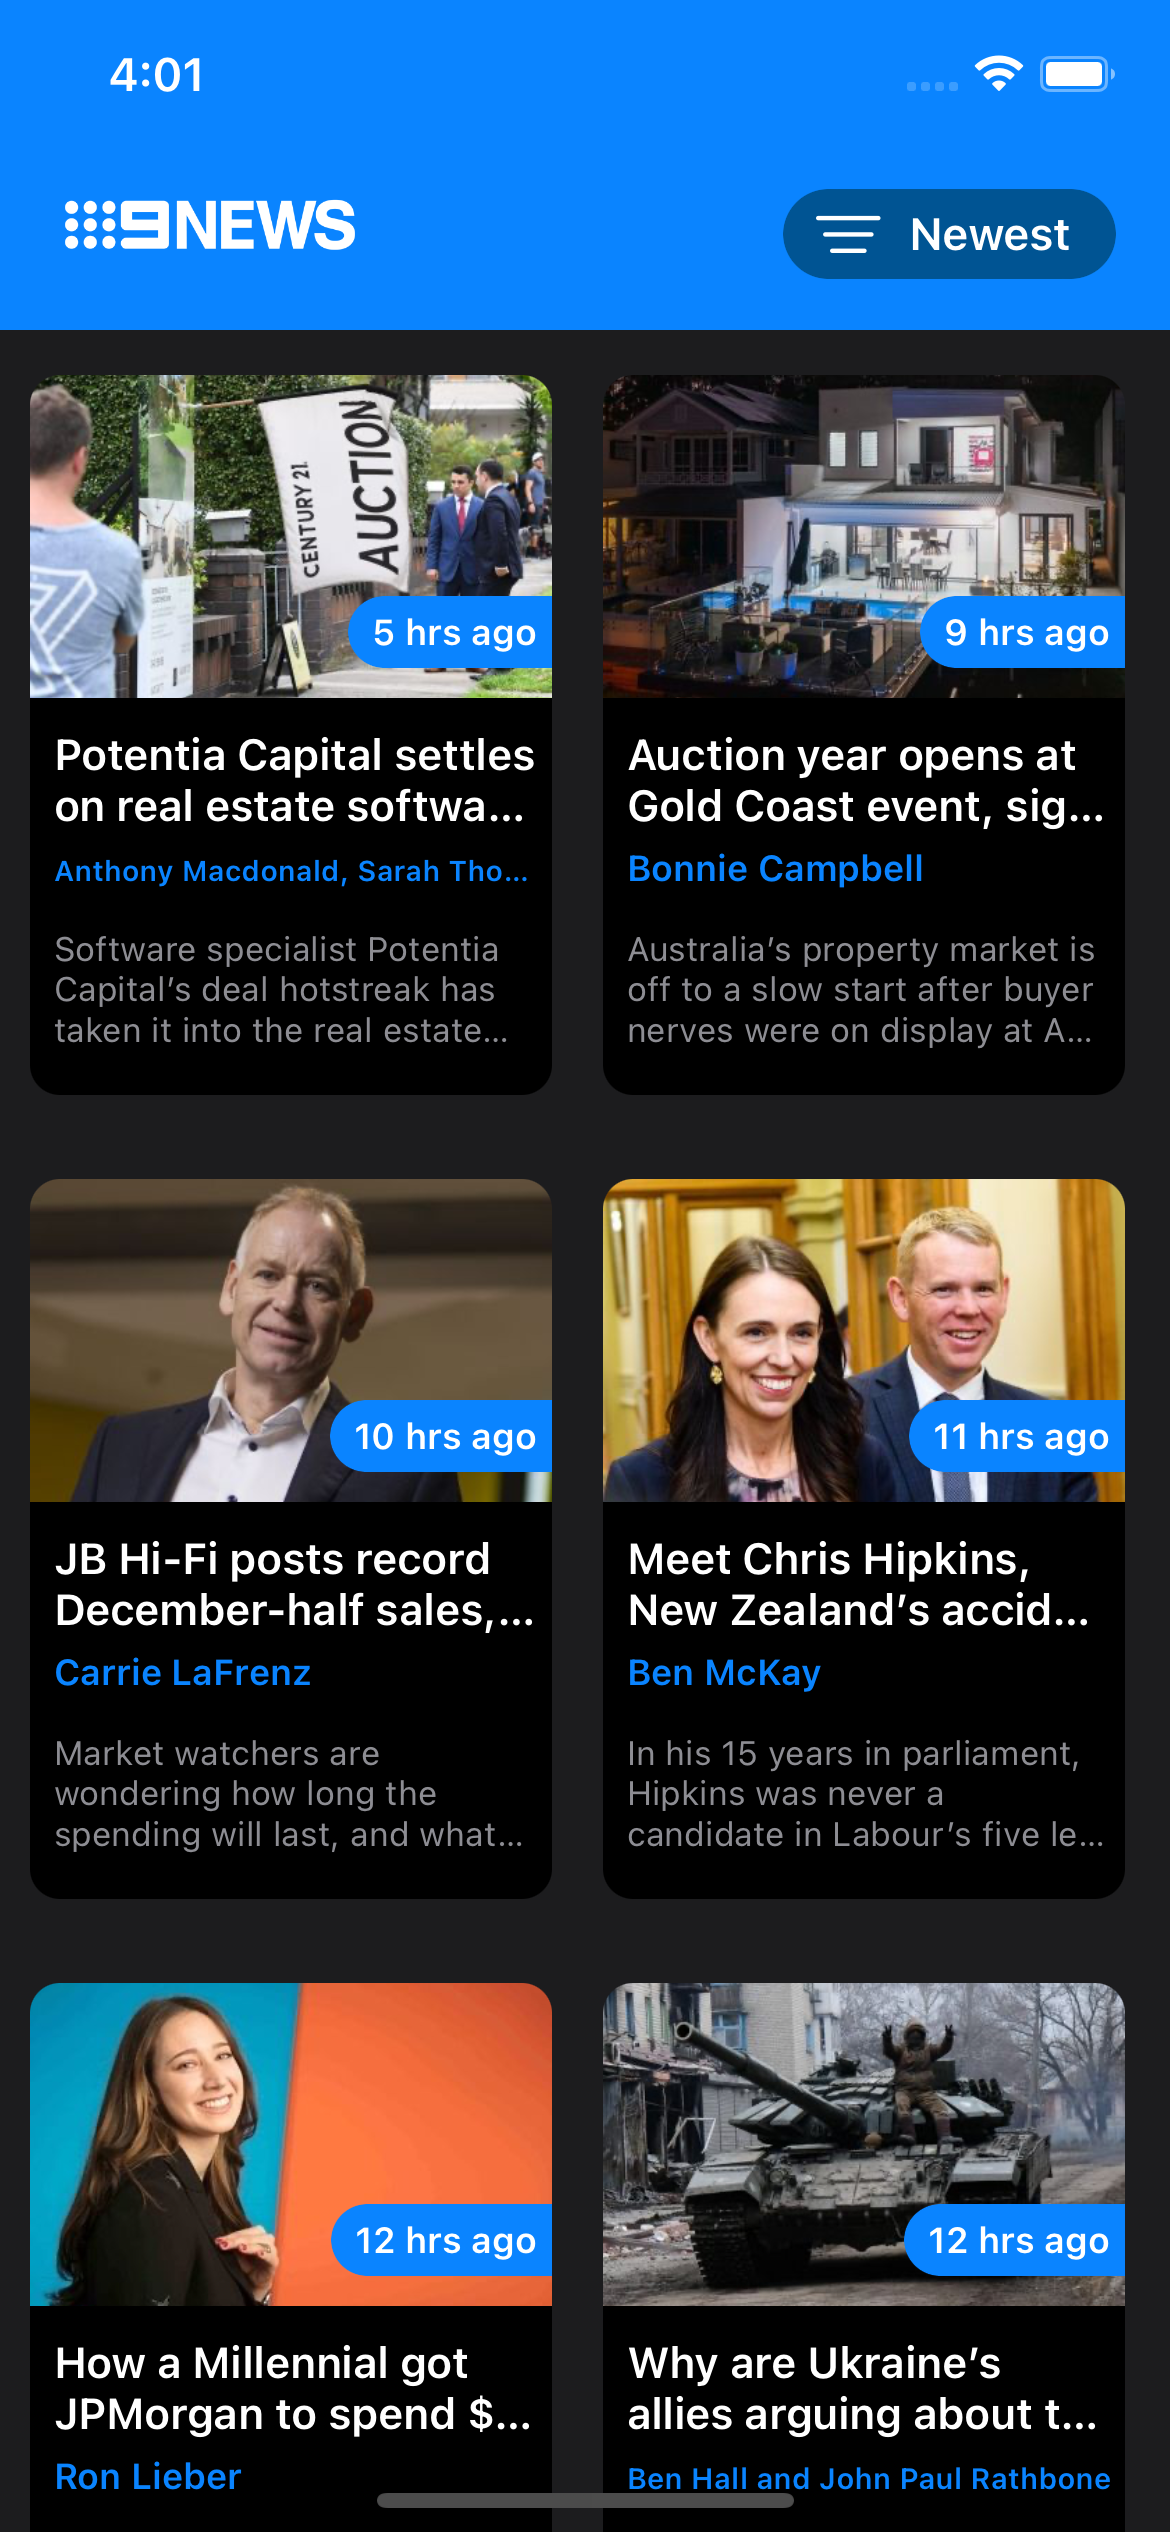 4:01
9NEWS
Newest
CENTURY 21.
AUCTION
5 hrs ago
Potentia Capital settles
on real estate softwa...
Anthony Macdonald, Sarah Tho...
Software specialist Potentia
Capital’s deal hotstreak has
taken it into the real estate...
9 hrs ago
Auction year opens at
Gold Coast event, sig...
Bonnie Campbell
Australia’s property market is
off to a slow start after buyer
nerves were on display at A...
10 hrs ago
JB Hi-Fi posts record
December-half sales,...
Carrie LaFrenz
Market watchers are
wondering how long the
spending will last, and what...
11 hrs ago
Meet Chris Hipkins,
New Zealand’s accid...
Ben McKay
In his 15 years in parliament,
Hipkins was never a
candidate in Labour’s five le...
12 hrs ago
How a Millennial got
JPMorgan to spend $...
Ron Lieber
12 hrs ago
Why are Ukraine’s
allies arguing about t...
Ben Hall and John Paul Rathbone